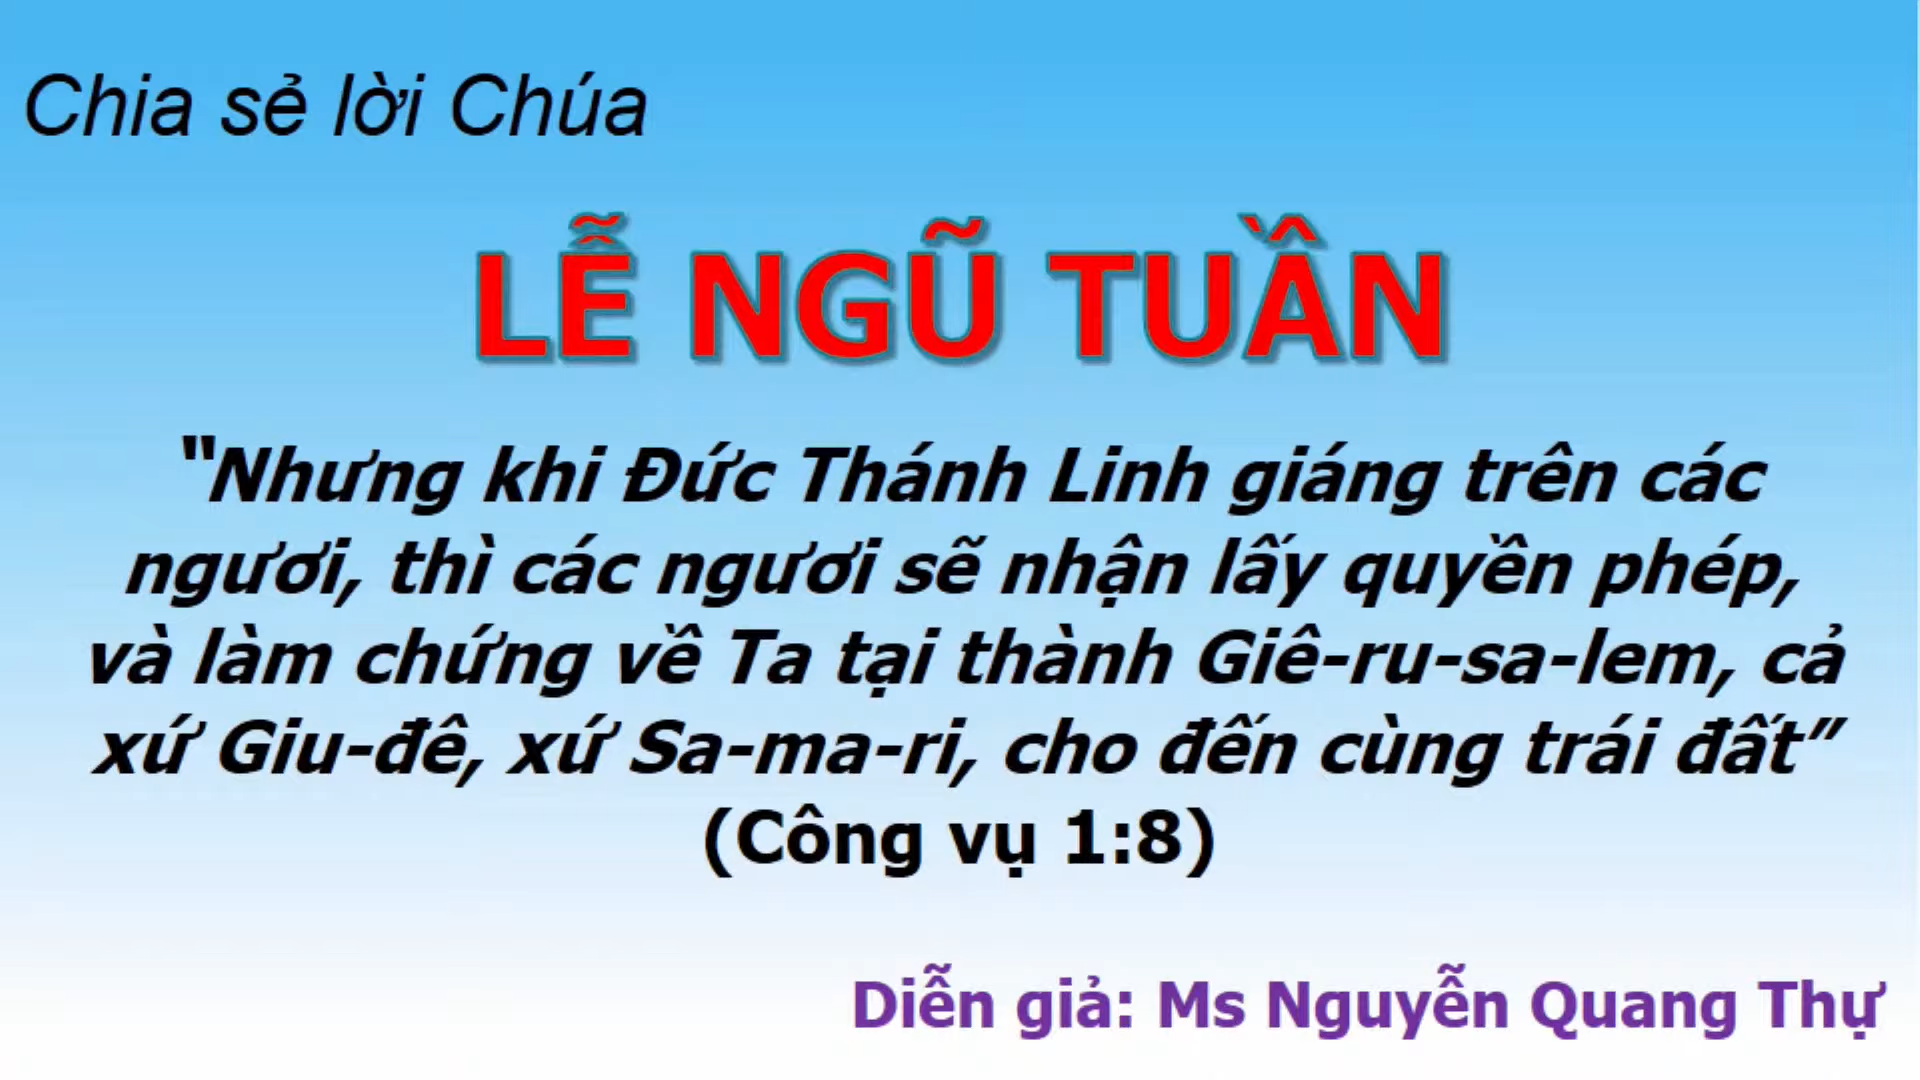 Chia sẻ lời Chúa
LỄ NGŨ TUẦN
"Nhưng khi Đức Thánh Linh giáng trên các
ngươi, thì các ngươi sẽ nhận lấy quyền phép,
và làm chứng về Ta tại thành Giê-ru-sa-lem, cả
xứ Giu-đê, xứ Sa-ma-ri, cho đến cùng trái đất”
(Công vụ 1:8)
Diễn giả: Ms Nguyễn Quang Thự